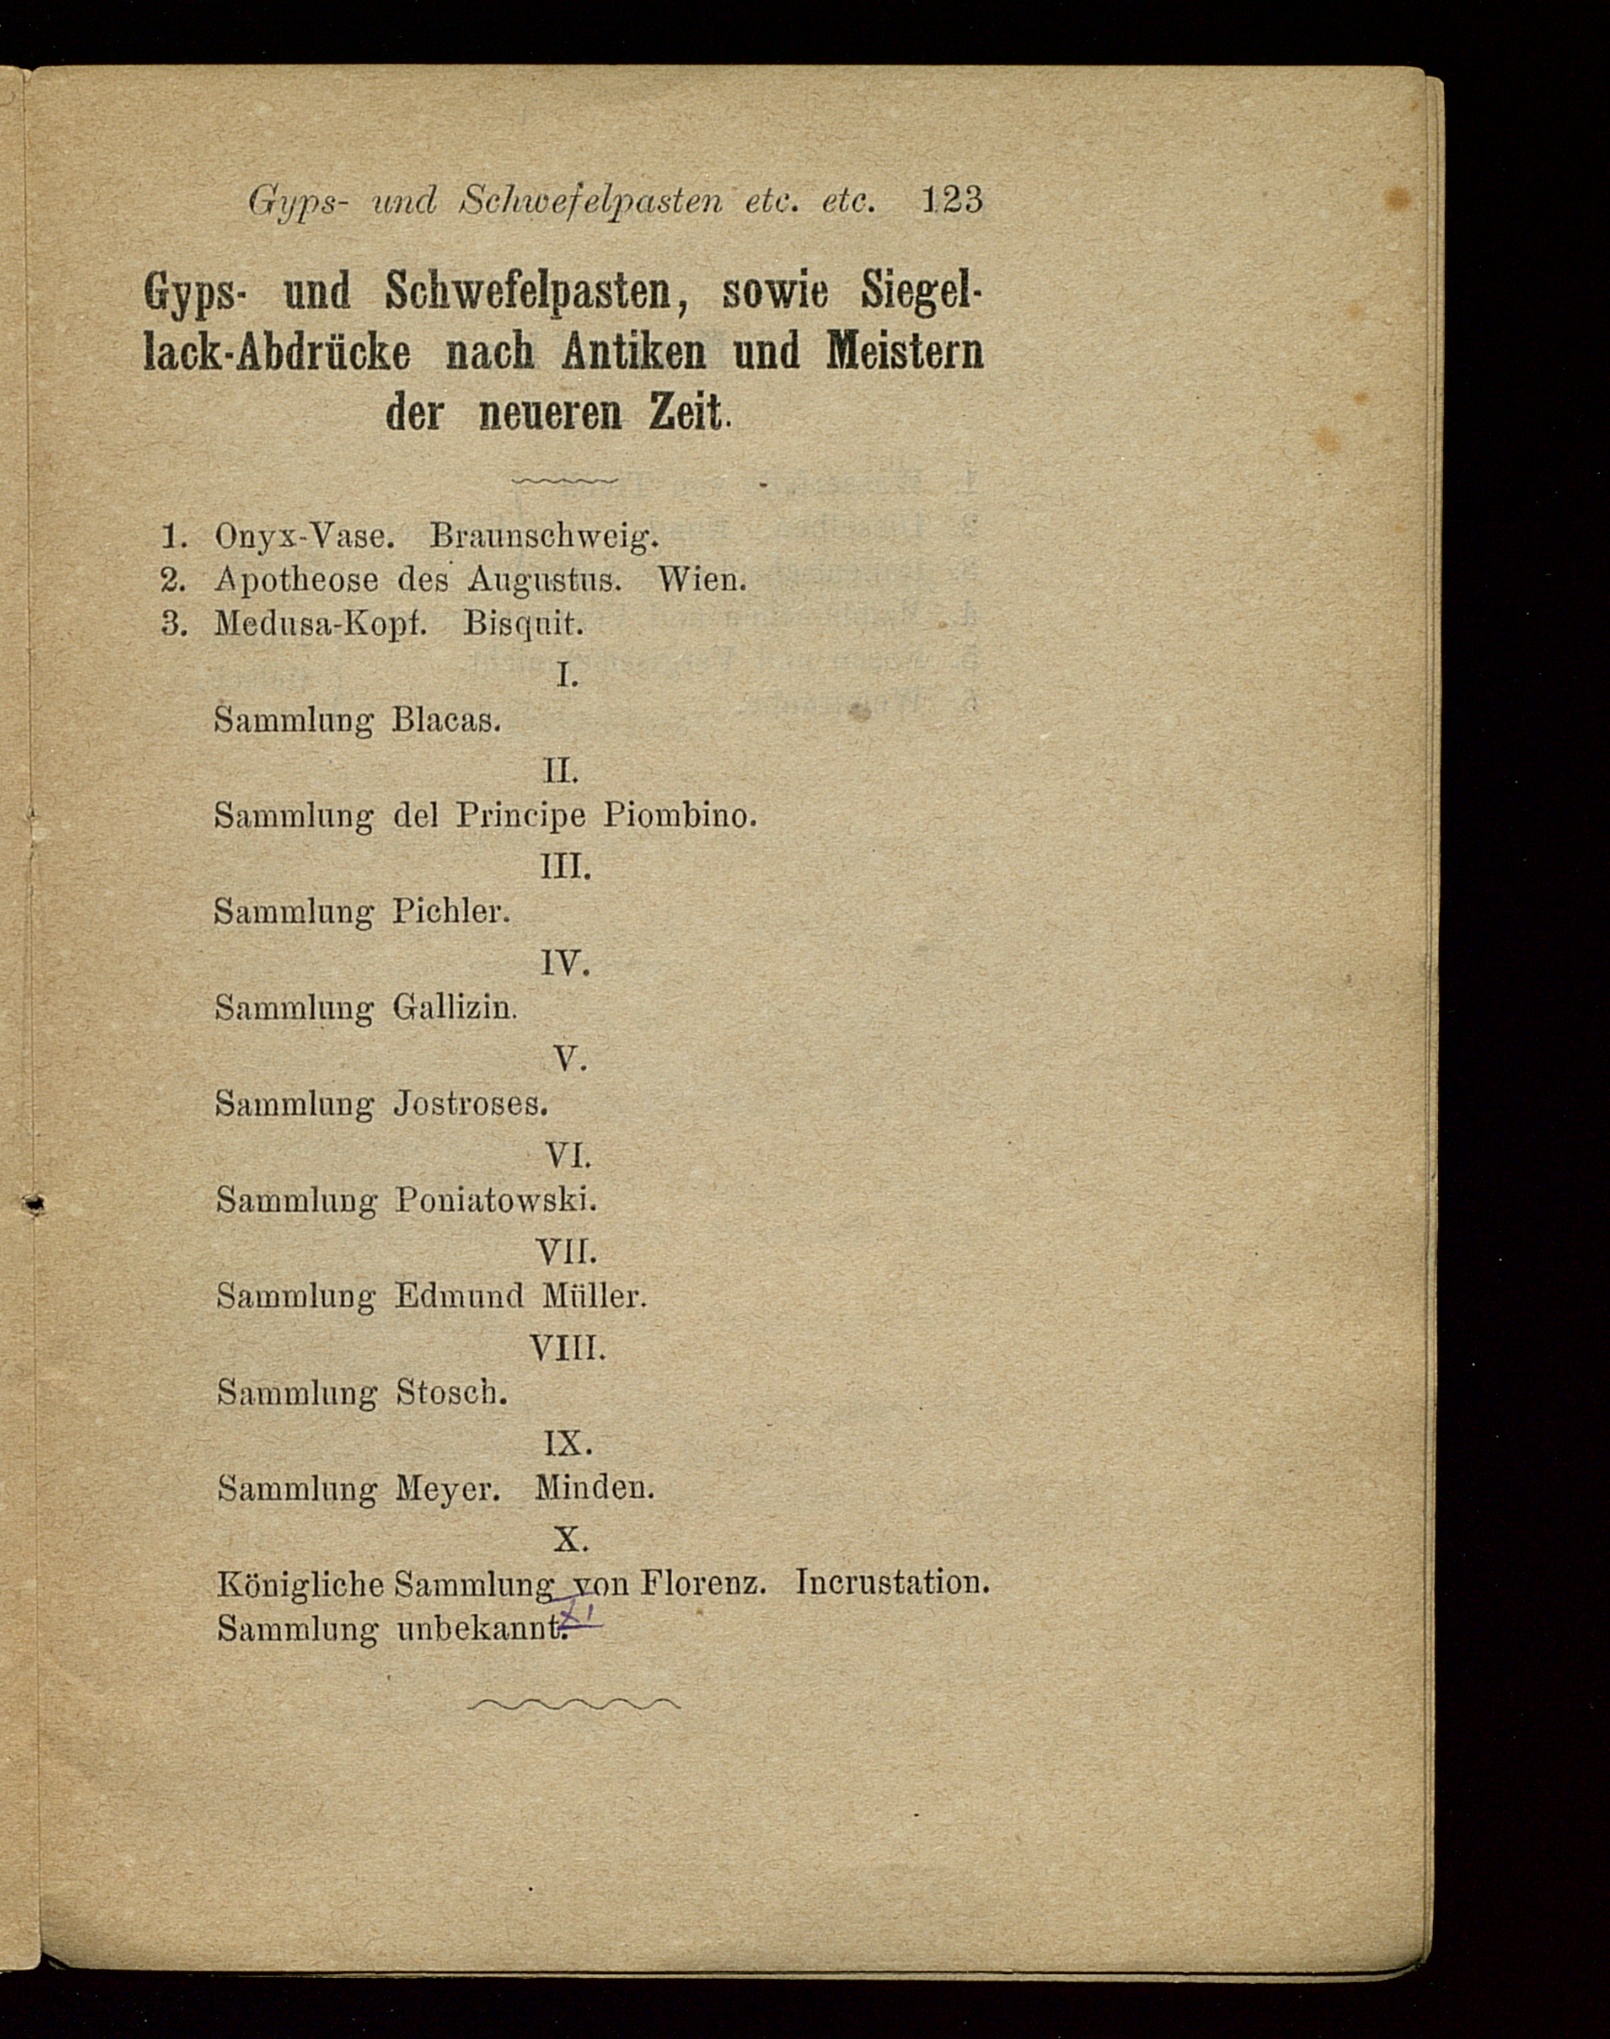 Gyps- und Schwefelpasten etc. etc. 123
Gyps- und Schwefelpasten, sowie Siegel-
lack-Abdrücke nach Antiken und Meistern
der neueren Zeit.
1. Onyx-Vase. Braunschweig.
2. Apotheose des Augustus. Wien.
3. Medusa-Kopf. Bisquit.
I.
Sammlung Blacas.
II.
Sammlung del Principe Piombino.
III.
Sammlung Pichler.
IV.
Sammlung Gallizin.
V.
Sammlung Jostroses.
VI.
Sammlung Poniatowski.
VII.
Sammlung Edmund Müller.
VIII.
Sammlung Stosch.
IX.
Sammlung Meyer. Minden.
X.
Königliche Sammlung von Florenz. Incrustation.
XI
Sammlung unbekannt.